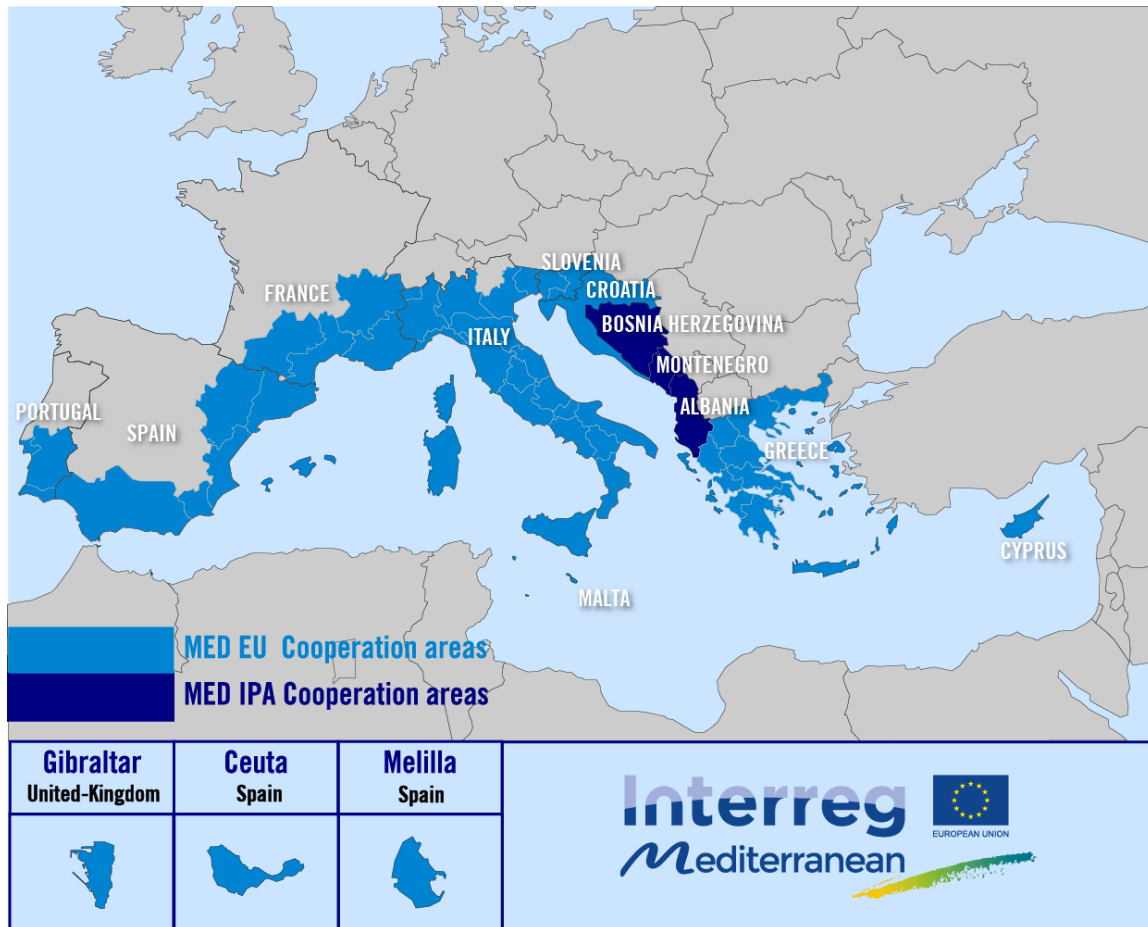 SLOVENIA
CROATIA
FRANCE
BOSNIA HERZEGOVINA
ITALY
MONTENEGRO
PORTUGAL
ALBANIA
SPAIN
GREECE
CYPRUS
MALTA
MED EU Cooperation areas
MED IPA Cooperation areas
Gibraltar
United-Kingdom
Ceuta
Spain
Melilla
Spain
Interreg
Mediterranean
EUROPEAN UNION